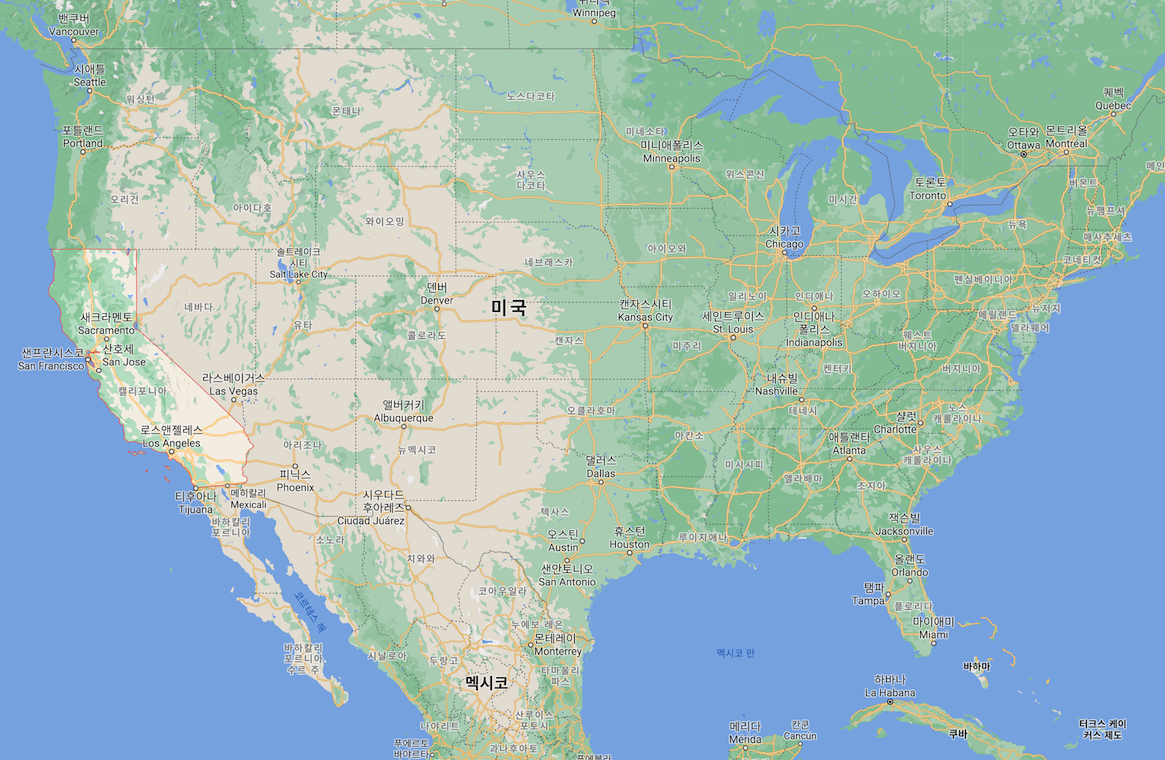 위니펙
Winnipeg
밴쿠버
Vancouver
시애틀
Seattle
워싱턴
몬태나
노스다코타
퀘벡
Québec
포틀랜드
Portland
미네소타
미니애폴리스
Minneapolis
오타와
Ottawa
몬트리올
Montréal
메인
오리건
아이다호
사우스
다코타
위스콘신
미시간
토론토
Toronto
버몬트
뉴햄프셔
와이오밍
뉴욕
매사추세츠
솔트레이크
시티
Salt Lake City
네브래스카
아이오와
시카고
Chicago
코네티컷
펜실베이니아
네바다
유타
덴버
Denver
미국
캔자스시티
Kansas City
일리노이
인디애나
오하이오
뉴저지
메릴랜드
델라웨어
새크라멘토
Sacramento
콜로라도
캔자스
세인트루이스
St. Louis
인디애나
폴리스
Indianapolis
웨스트
버지니아
샌프란시스코
San Francisco
산호세
San Jose
미주리
켄터키
버지니아
캘리포니아
라스베이거스
Las Vegas
내슈빌
Nashville
앨버커키
Albuquerque
오클라호마
테네시
샬럿
Charlotte
노스
캐롤라이나
로스앤젤레스
Los Angeles
애리조나
뉴멕시코
아칸소
애틀랜타
Atlanta
사우스
캐롤라이나
피닉스
Phoenix
댈러스
Dallas
미시시피
앨라배마
조지아
티후아나
Tijuana
메히칼리
Mexicali
시우다드
후아레즈
Ciudad Juárez
텍사스
잭슨빌
Jacksonville
바하칼리
포르니아
소노라
오스틴
Austin
휴스턴
Houston
루이지애나
치와와
샌안토니오
San Antonio
올랜도
Orlando
코르테스 해
코아우일라
탬파
Tampa
플로리다
누에보 레온
몬테레이
Monterrey
마이애미
Miami
바하칼리
포르니아
수르 주
시날로아
두랑고
타마울리
파스
멕시코 만
바하마
멕시코
하바나
La Habana
나야리트
산루이스
포토시
메리다
Mérida
칸쿤
Cancun
쿠바
터크스 케이
커스 제도
푸에르토
바야르타
과나후아토
푸에블라